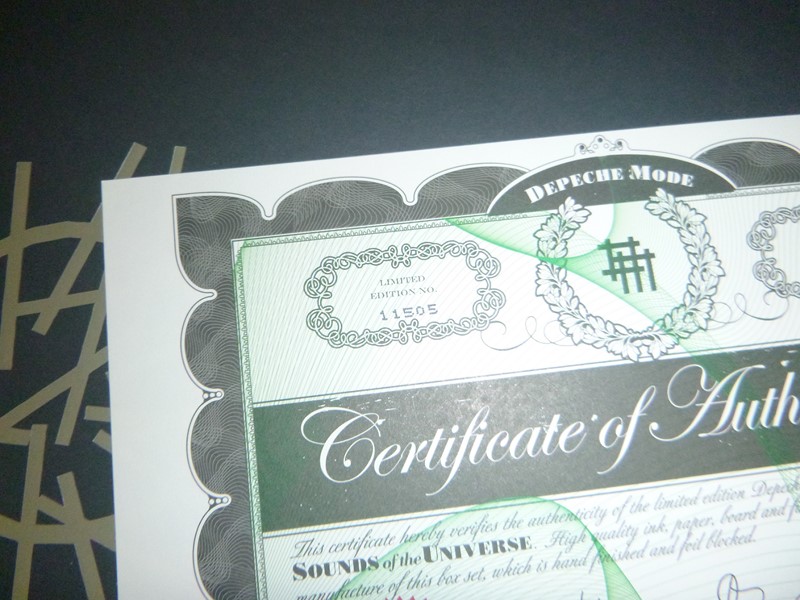 DEPECHE MODE
LIMITED
EDITION NO.
11505
Certificate of Auth
This certificate hereby verifies the authenticity of the limited edition Depech
SOUNDS of the UNIVERSE. High quality ink, paper, board and f
manufacture of this box set, which is hand finished and foil blocked.